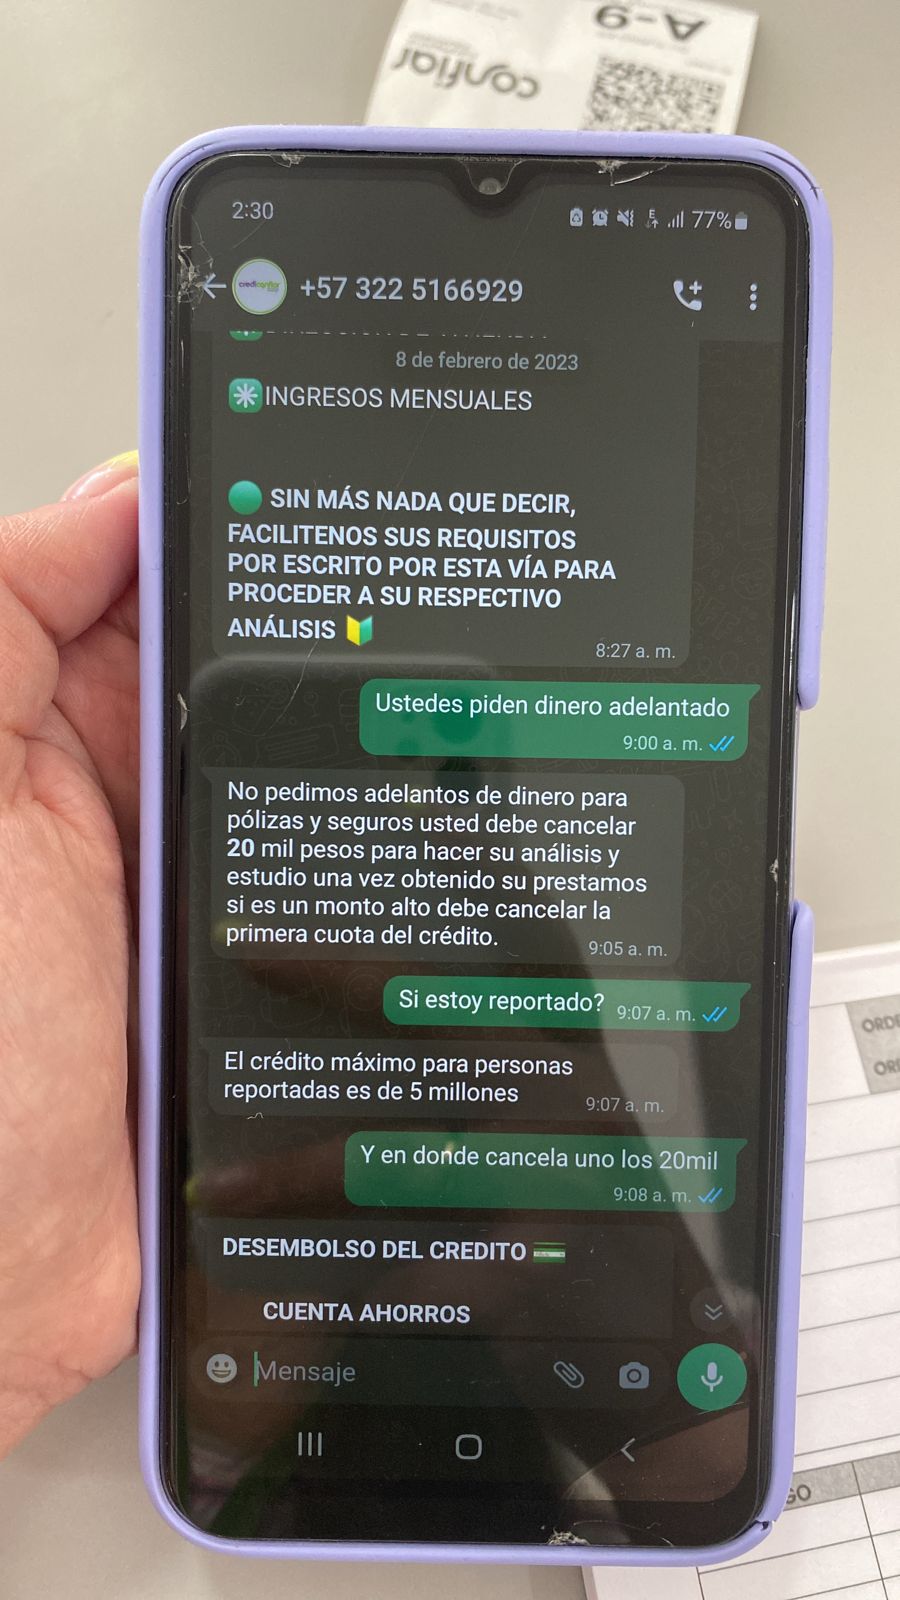 A-9
confiar
2:30
77%
crediconfiar
+57 322 5166929
8 de febrero de 2023
INGRESOS MENSUALES
SIN MÁS NADA QUE DECIR,
FACILITENOS SUS REQUISITOS
POR ESCRITO POR ESTA VÍA PARA
PROCEDER A SU RESPECTIVO
ANÁLISIS
8:27 a. m.
Ustedes piden dinero adelantado
9:00 a. m.
No pedimos adelantos de dinero para
pólizas y seguros usted debe cancelar
20 mil pesos para hacer su análisis y
estudio una vez obtenido su prestamos
si es un monto alto debe cancelar la
primera cuota del crédito.
9:05 a. m.
Si estoy reportado?
9:07 a. m.
El crédito máximo para personas
reportadas es de 5 millones
9:07 a. m.
Y en donde cancela uno los 20mil
9:08 a. m.
DESEMBOLSO DEL CREDITO
CUENTA AHORROS
Mensaje